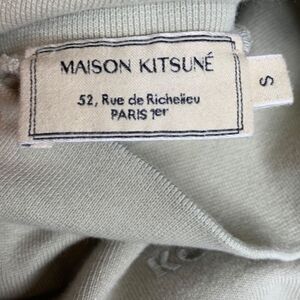 MAISON KITSUNÉ
52, Rue de Richelieu
PARIS 1er
S